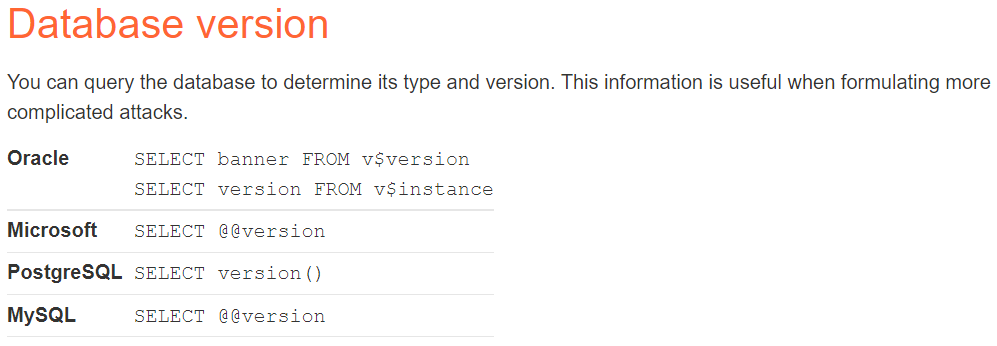 Database version
You can query the database to determine its type and version. This information is useful when formulating more
complicated attacks.
Oracle SELECT banner FROM v$version
SELECT version FROM v$instance
Microsoft SELECT @@version
PostgreSQL SELECT version()
MySQL SELECT @@version